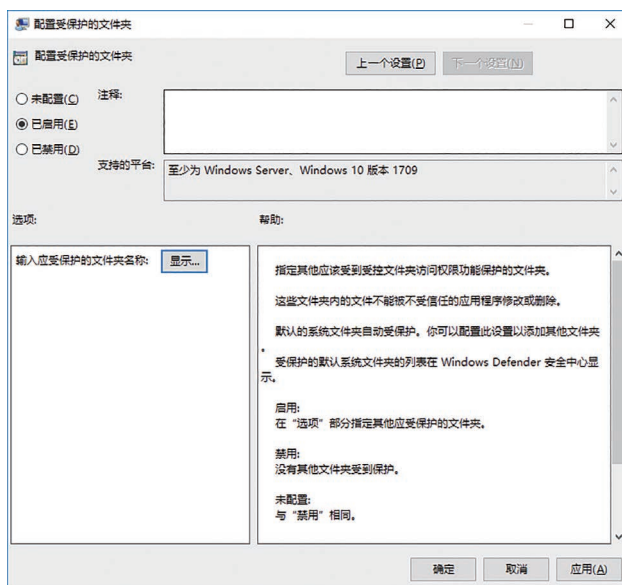 配置受保护的文件夹
配置受保护的文件夹
上一个设置(P)
下一个设置(N)
未配置(C)
注释:
已启用(E)
已禁用(D)
支持的平台:
至少为 Windows Server、Windows 10 版本 1709
选项:
帮助:
输入应受保护的文件夹名称:
显示...
指定其他应该受到受控文件夹访问权限功能保护的文件夹。
这些文件夹内的文件不能被不受信任的应用程序修改或删除。
默认的系统文件夹自动受保护。你可以配置此设置以添加其他文件夹
。
受保护的默认系统文件夹的列表在 Windows Defender 安全中心显
示。
启用:
在“选项”部分指定其他应受保护的文件夹。
禁用:
没有其他文件夹受到保护。
未配置:
与“禁用”相同。
确定
取消
应用(A)